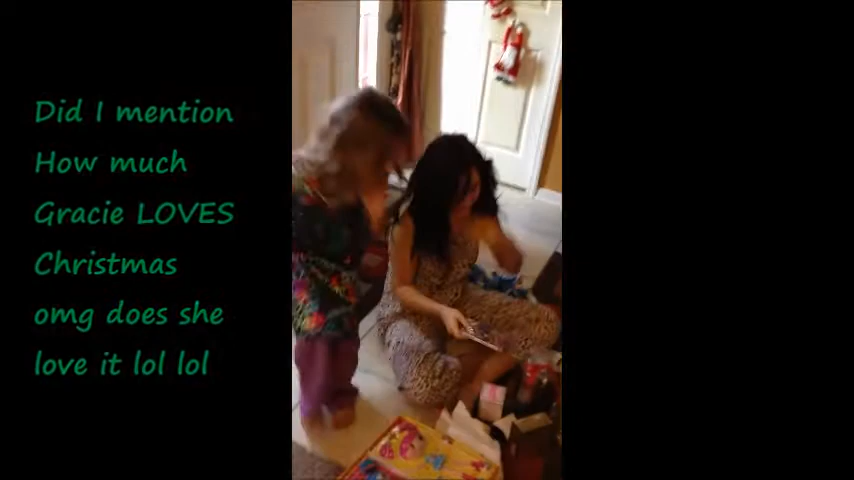 Did I mention
How much
Gracie LOVES
Christmas
omg does she
love it lol lol